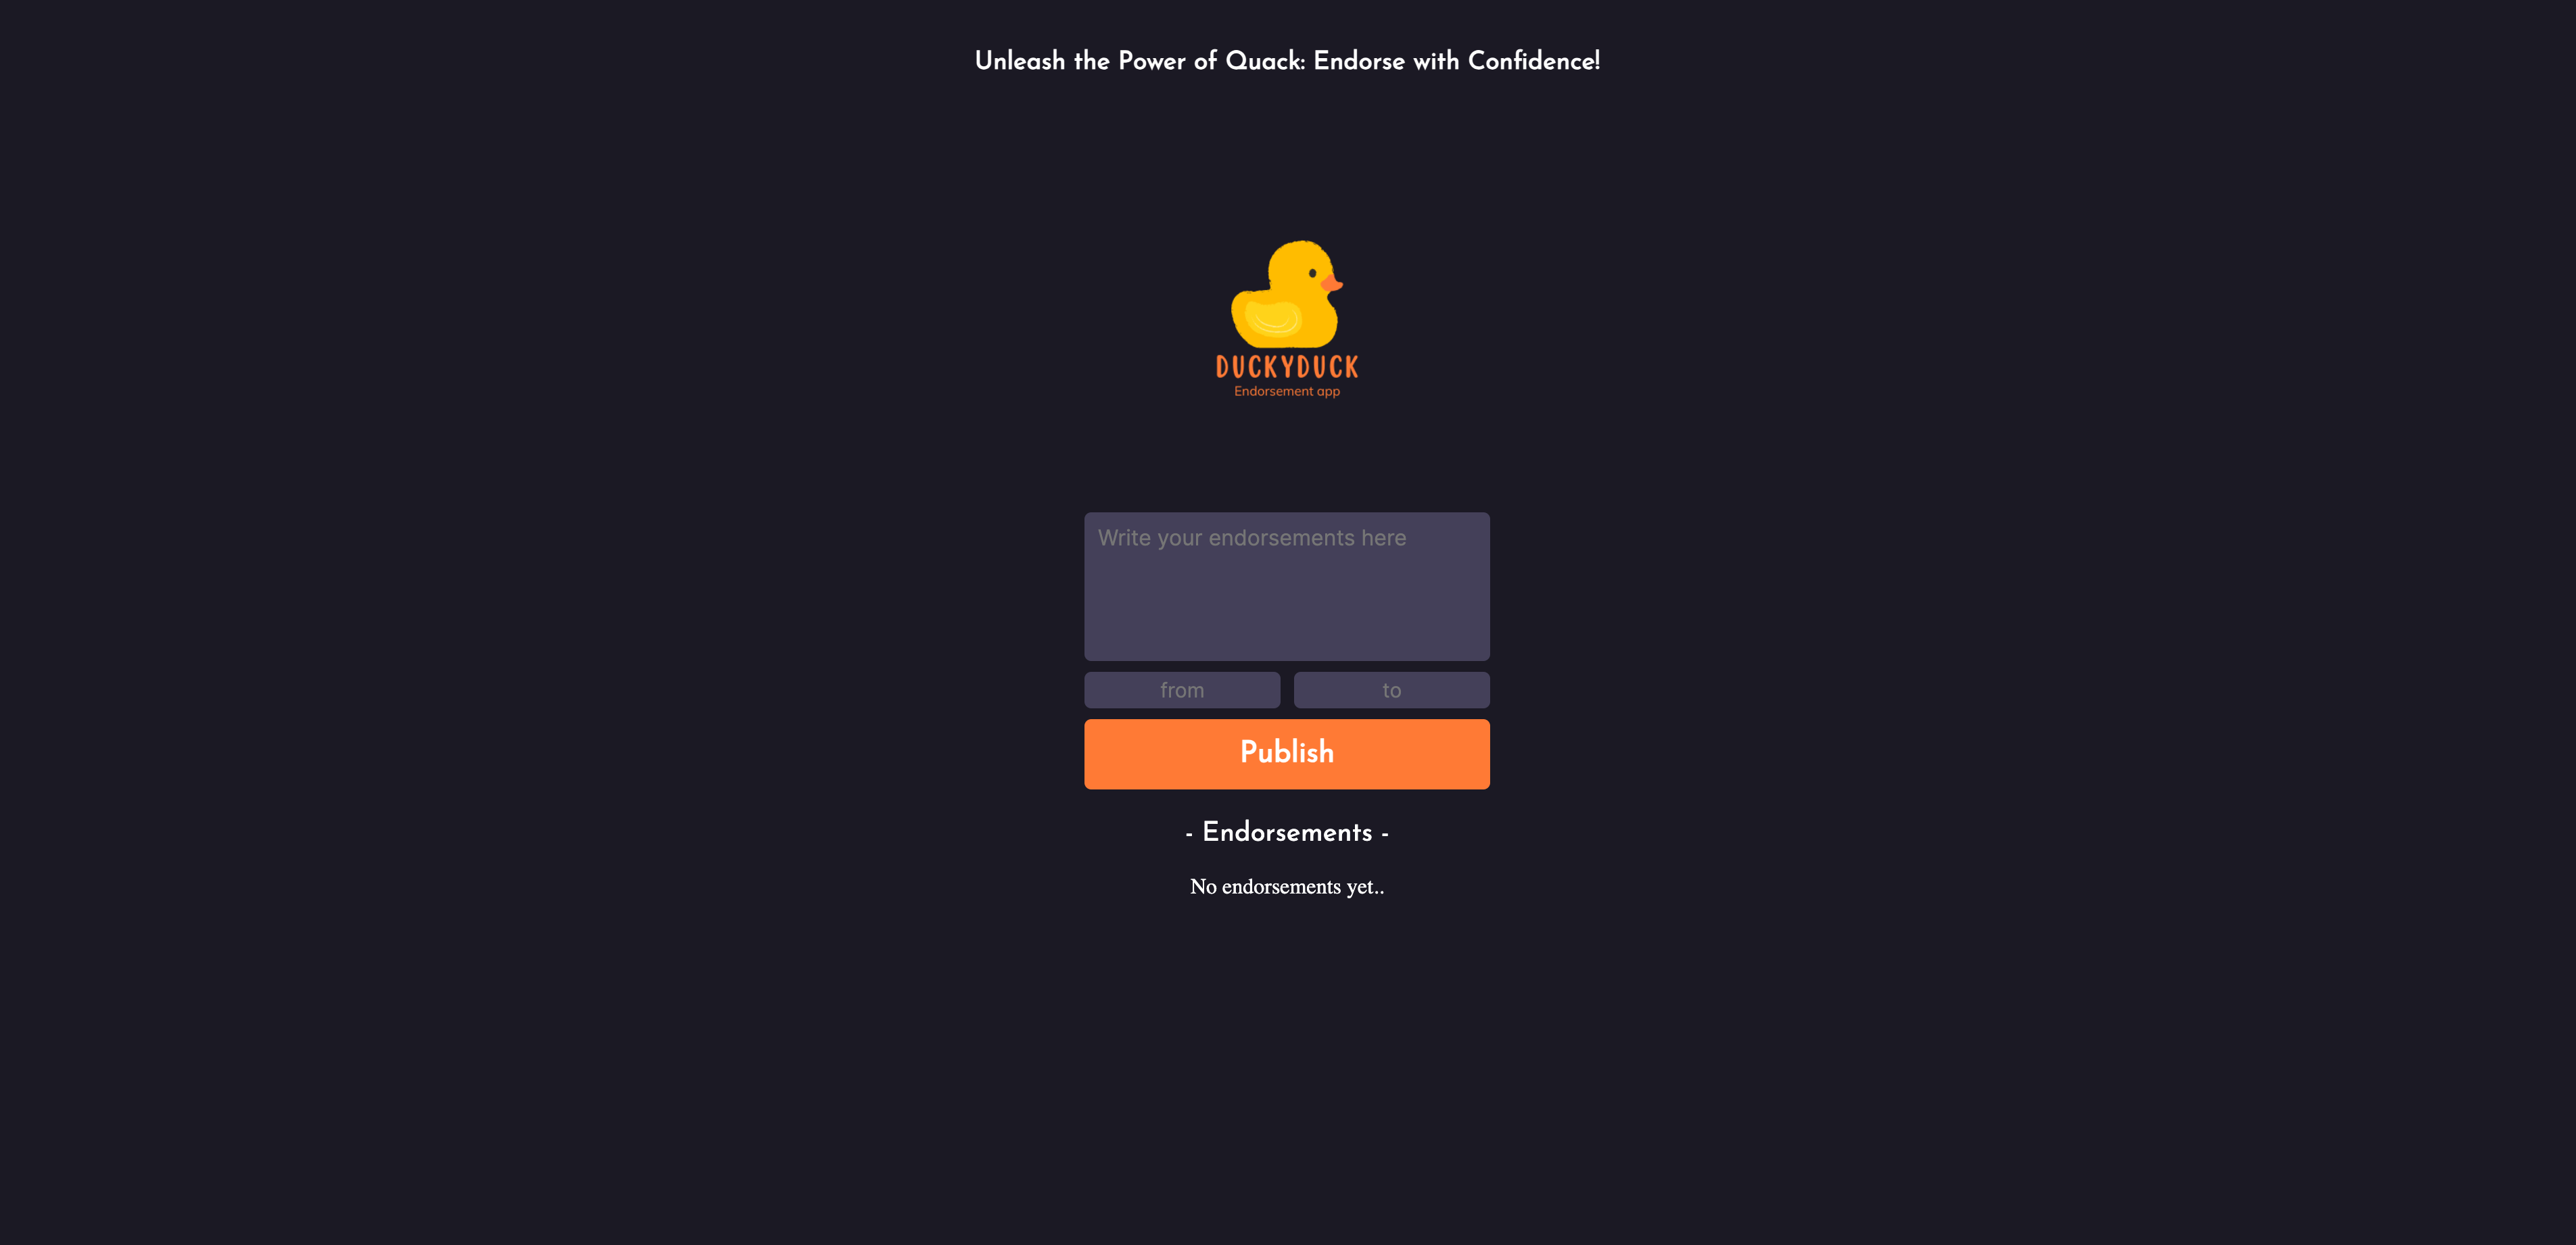 Unleash the Power of Quack: Endorse with Confidence!
DUCKYDUCK
Endorsement app
Write your endorsements here
from to
Publish
- Endorsements -
No endorsements yet..